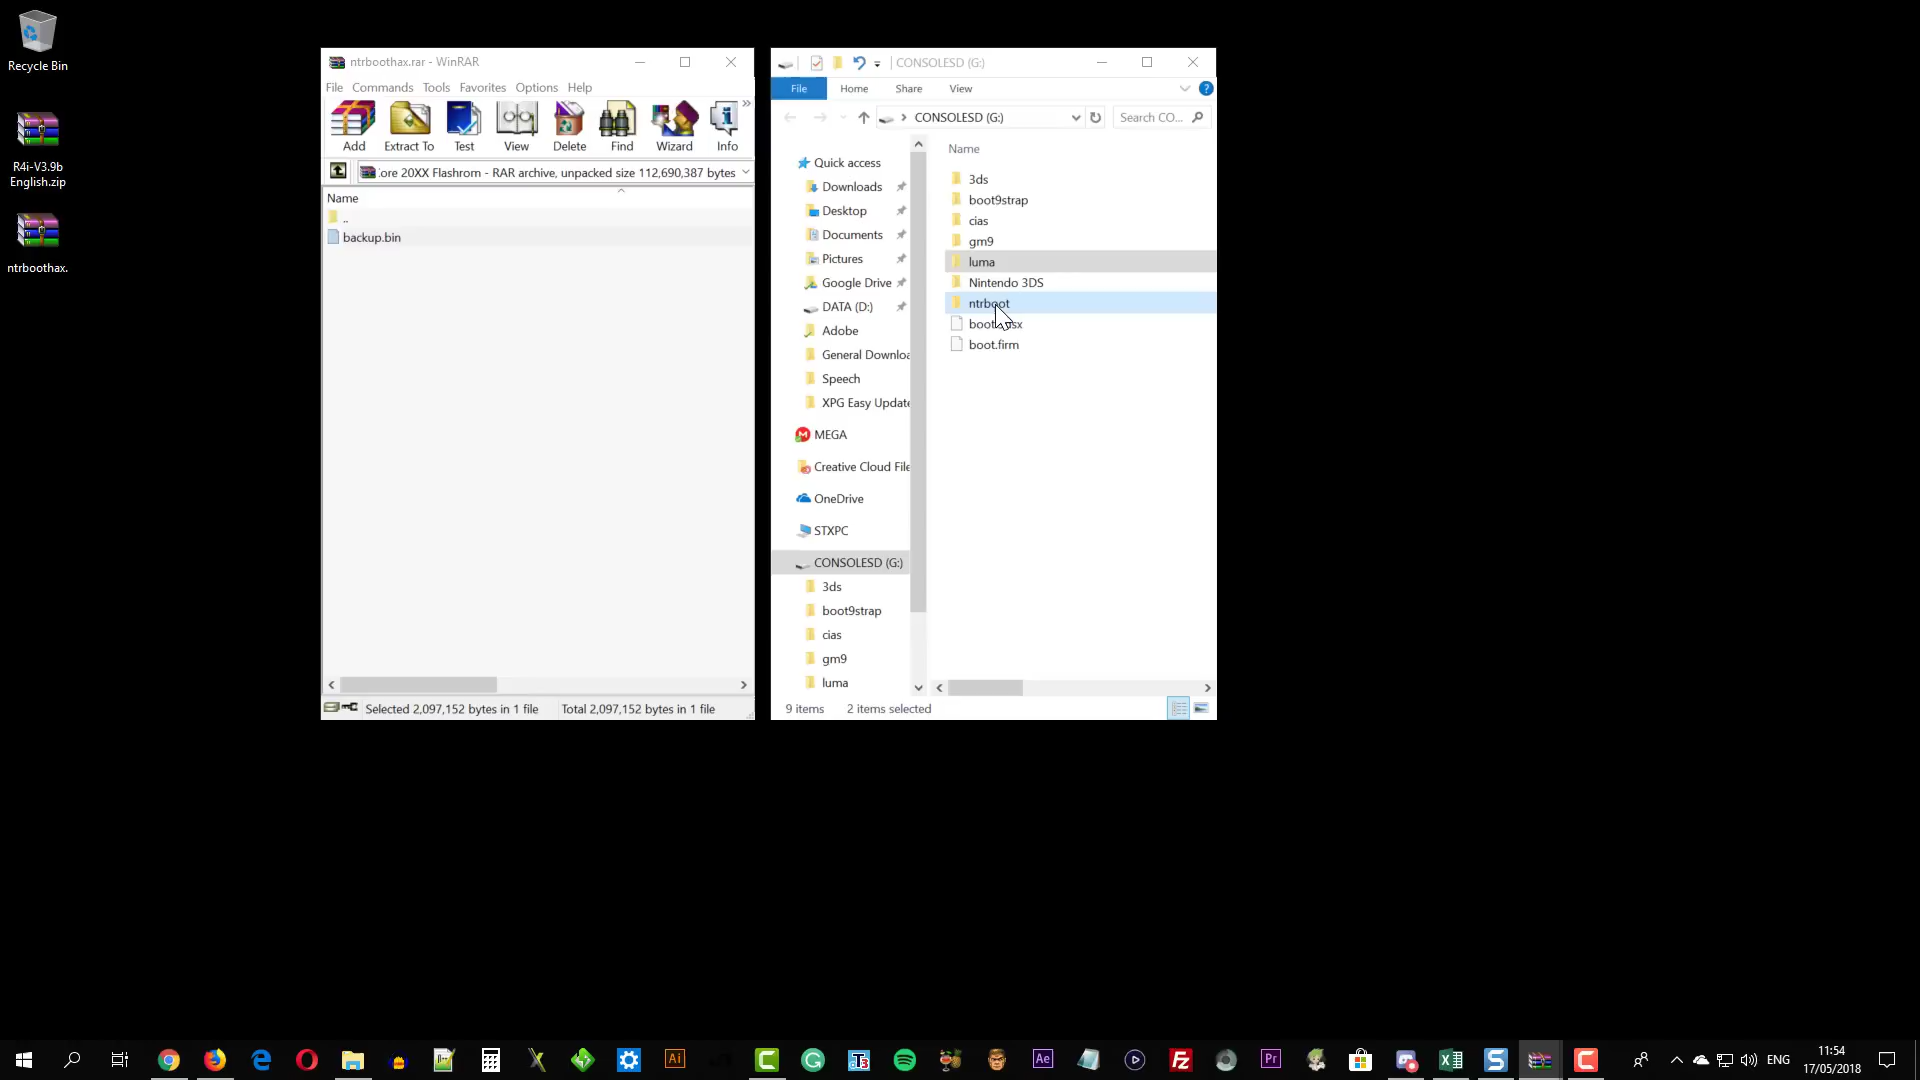 Recycle Bin
R4i-V3.9b
English.zip
ntrboothax.
ntrboothax.rar - WinRAR
File Commands Tools Favorites Options Help
Add Extract To Test View Delete Find Wizard Info
ore 20XX Flashrom - RAR archive, unpacked size 112,690,387 bytes
Name
..
backup.bin
Selected 2,097,152 bytes in 1 file Total 2,097,152 bytes in 1 file
CONSOLESD (G:)
File Home Share View
CONSOLESD (G:) Search CO...
Quick access
Downloads
Desktop
Documents
Pictures
Google Drive
DATA (D:)
Adobe
General Downloa
Speech
XPG Easy Update
MEGA
Creative Cloud File
OneDrive
STXPC
CONSOLESD (G:)
3ds
boot9strap
cias
gm9
luma
Name
3ds
boot9strap
cias
gm9
luma
Nintendo 3DS
ntrboot
boot.firm
9 items 2 items selected
Ai Ae Pr
ENG
11:54
17/05/2018